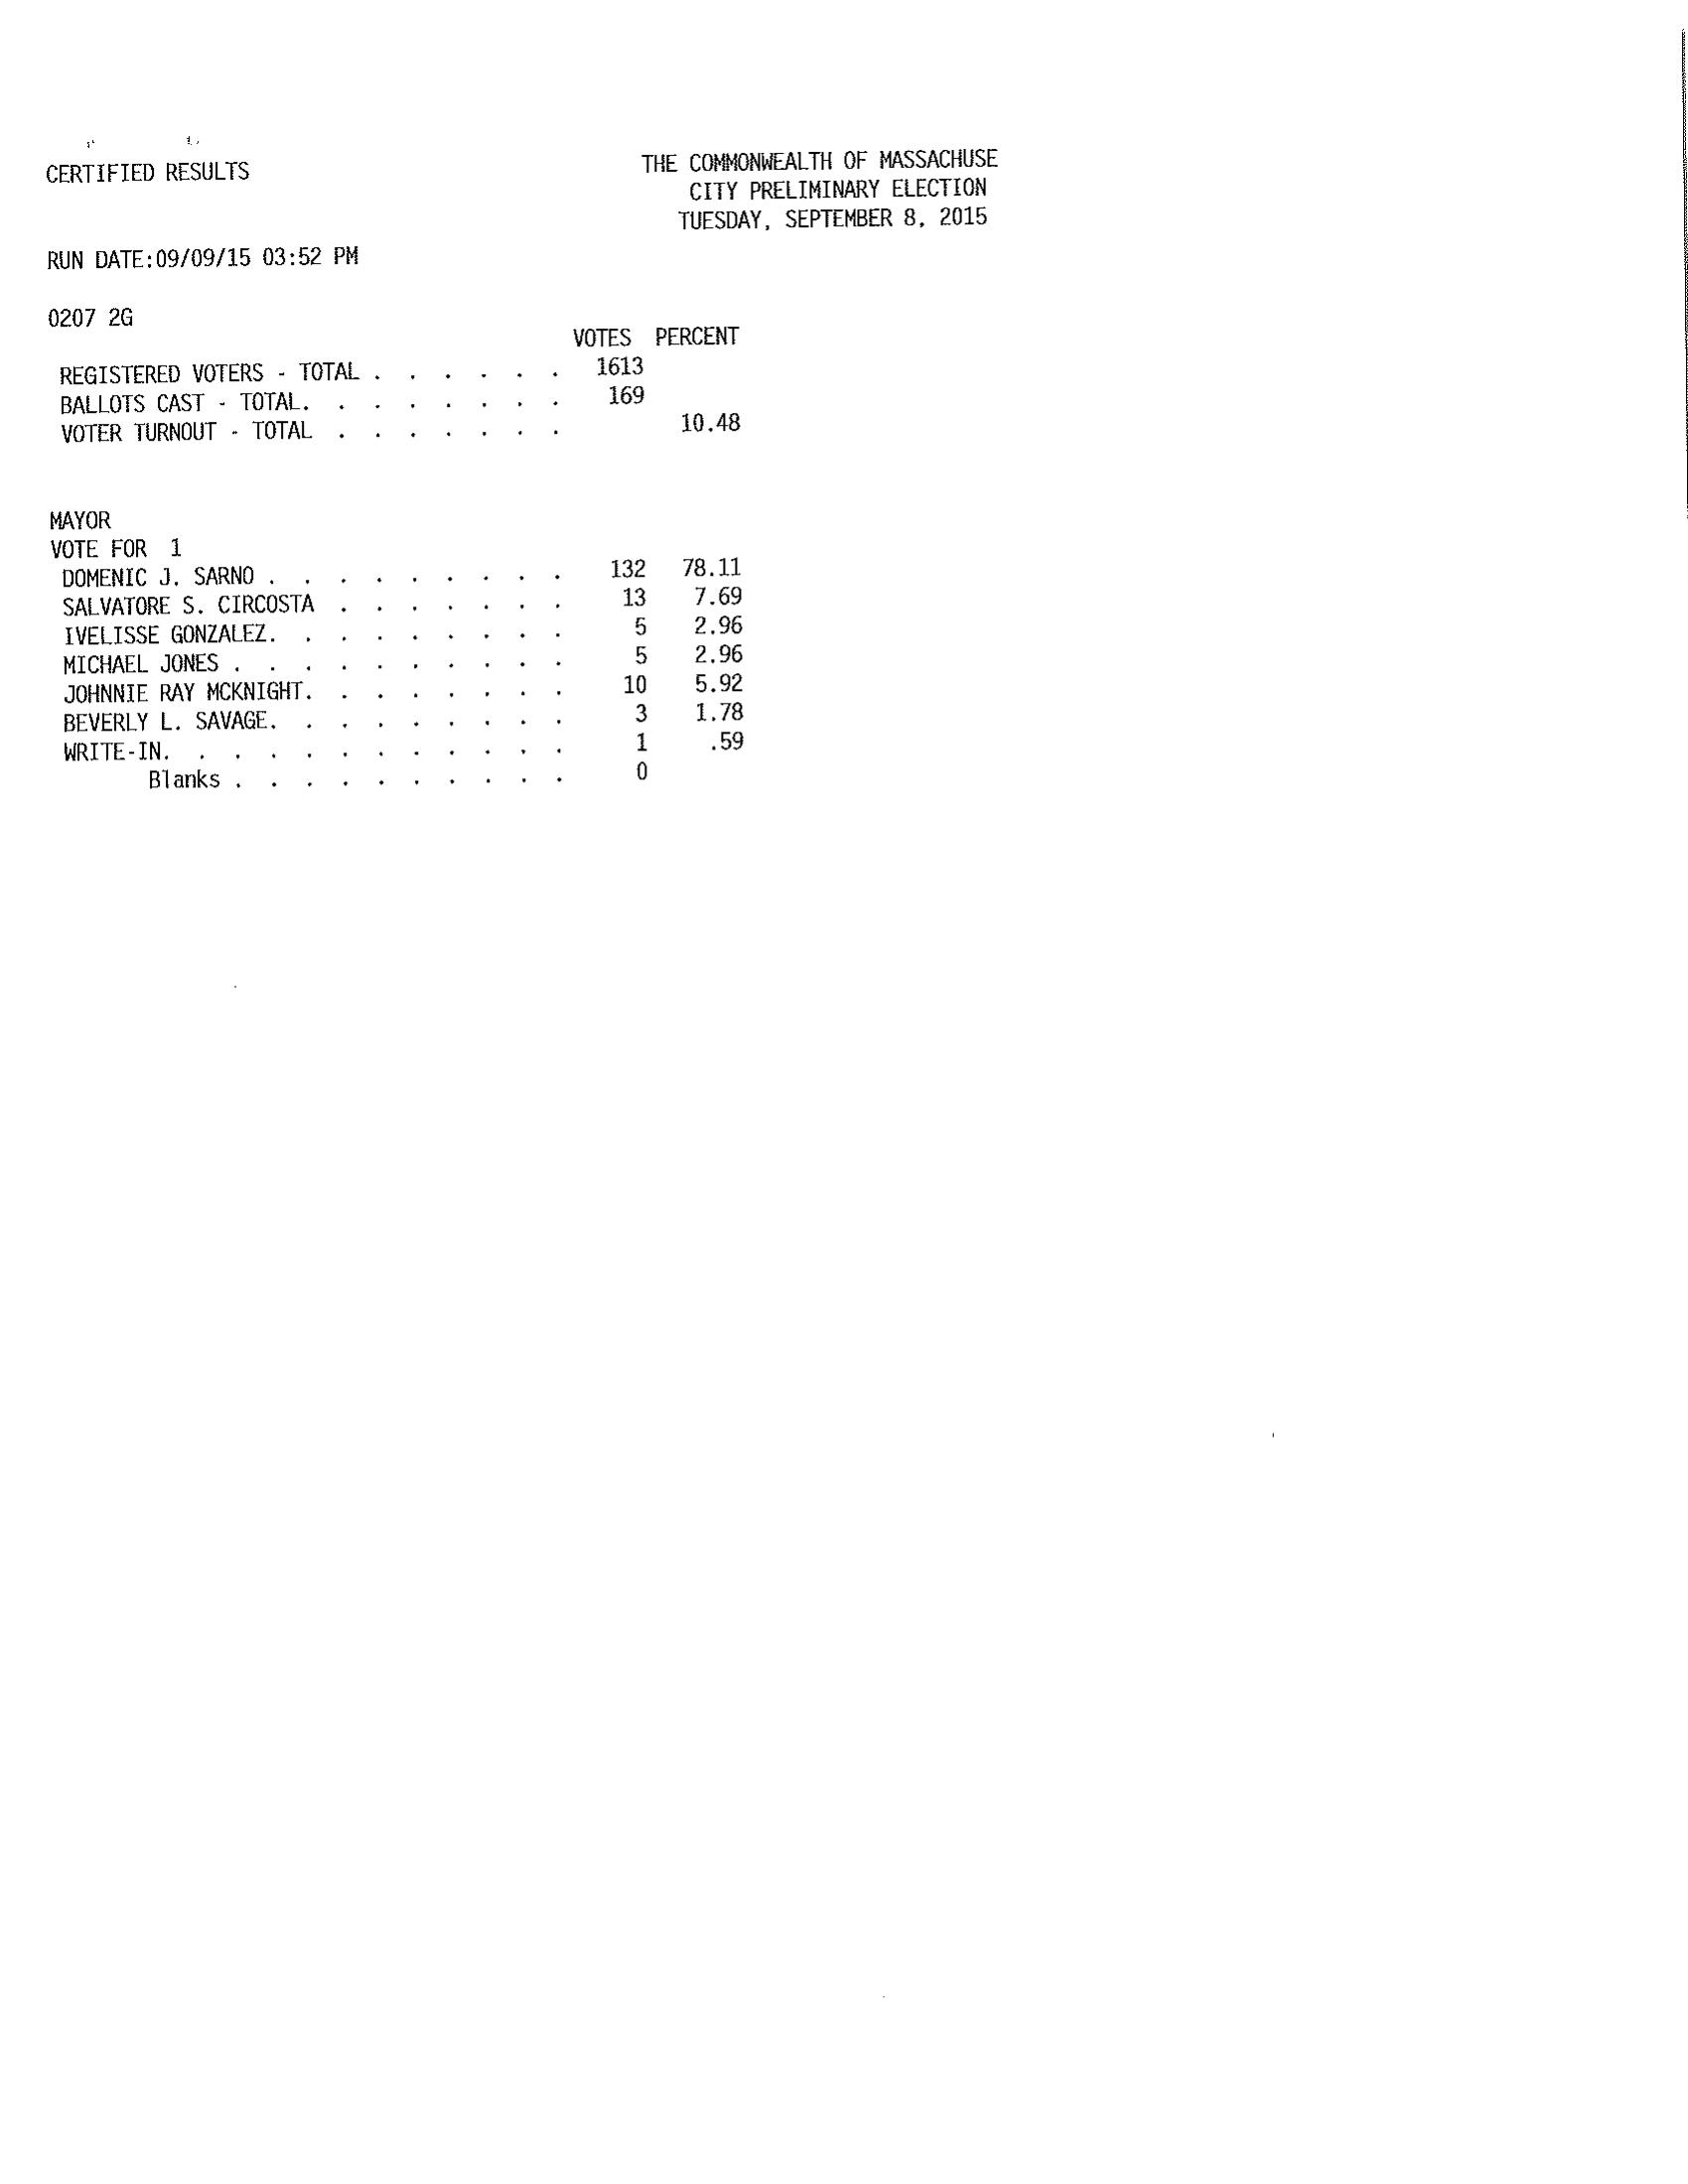 CERTIFIED RESULTS
THE COMMONWEALTH OF MASSACHUSE
CITY PRELIMINARY ELECTION
TUESDAY, SEPTEMBER 8, 2015
RUN DATE:09/09/15 03:52 PM
0207 2G
VOTES PERCENT
REGISTERED VOTERS - TOTAL . . . . . . 1613
BALLOTS CAST - TOTAL. . . . . . . . 169
VOTER TURNOUT - TOTAL . . . . . . . 10.48
MAYOR
VOTE FOR 1
DOMENIC J. SARNO . . . . . . . . . 132 78.11
SALVATORE S. CIRCOSTA . . . . . . . 13 7.69
IVELISSE GONZALEZ. . . . . . . . . 5 2.96
MICHAEL JONES . . . . . . . . . . 5 2.96
JOHNNIE RAY MCKNIGHT. . . . . . . . 10 5.92
BEVERLY L. SAVAGE. . . . . . . . . 3 1.78
WRITE-IN. . . . . . . . . . . . 1 .59
Blanks . . . . . . . . . . 0